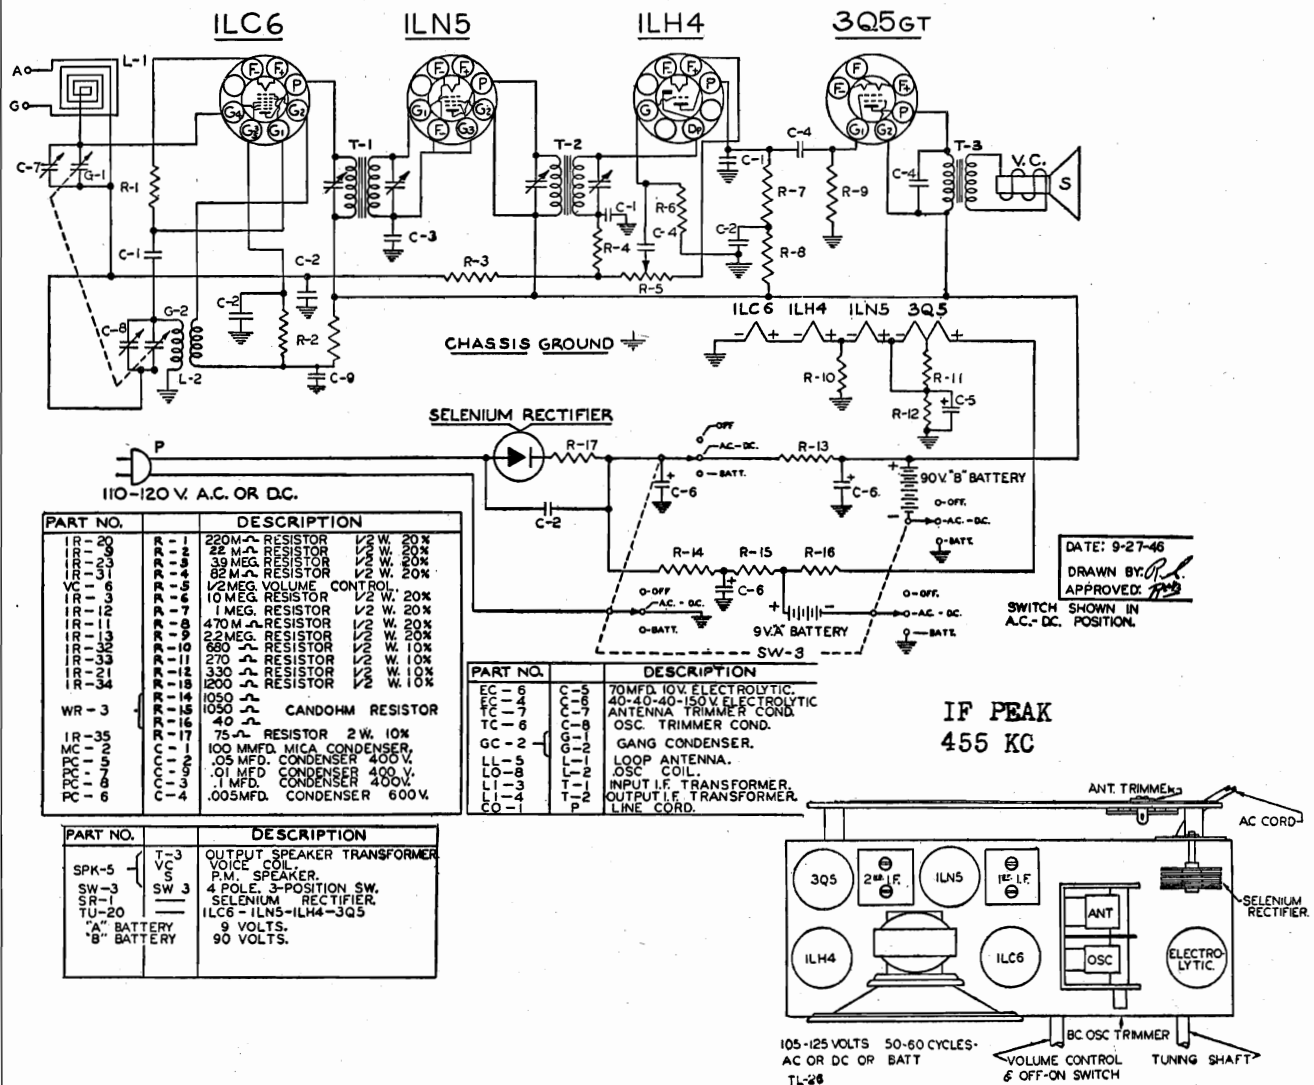 1LC6 1LN5 1LH4 3Q5GT
A G L-1
F- F+ P G2 G1 G3 G4
F- F+ P G2 G3 F- G1
F- F+ P DP G
F F+ P G2 G1 F-
C-7 G-1 R-1 T-1 T-2 C-1 C-4 T-3 V.C. S
C-1 C-3 C-1 R-4 R-6 C-4 R-7 R-9 C-4
C-2 R-3 R-5 C-2 R-8
C-8 G-2 C-2 R-2 L-2 C-9
CHASSIS GROUND
1LC6 1LH4 1LN5 3Q5
- + - + - + - +
R-10 R-11 R-12 + C-5
SELENIUM RECTIFIER
P R-17 OFF
A.C.-D.C.
BATT.
R-13
110-120 V. A.C. OR D.C.
C-2 + C-6 + C-6
+ 90V. "B" BATTERY -
O-OFF.
A.C.-D.C.
BATT.
R-14 R-15 R-16
+ C-6
O-OFF
A.C.-D.C.
O-BATT.
+ - 9V. "A" BATTERY
O-OFF.
A.C.-D.C.
BATT.
SW-3
DATE: 9-27-46
DRAWN BY:
APPROVED:
SWITCH SHOWN IN
A.C.-D.C. POSITION.
PART NO. DESCRIPTION
IR-20 R-1 220M Ω RESISTOR 1/2 W. 20%
IR-9 R-2 22 M Ω RESISTOR 1/2 W. 20%
IR-23 R-3 3.9 MEG. RESISTOR 1/2 W. 20%
IR-31 R-4 82M Ω RESISTOR 1/2 W. 20%
VC-6 R-5 1/2 MEG. VOLUME CONTROL.
IR-3 R-6 10 MEG. RESISTOR 1/2 W. 20%
IR-12 R-7 1 MEG. RESISTOR 1/2 W. 20%
IR-11 R-8 470M Ω RESISTOR 1/2 W. 20%
IR-13 R-9 2.2 MEG. RESISTOR 1/2 W. 20%
IR-32 R-10 680 Ω RESISTOR 1/2 W. 10%
IR-33 R-11 270 Ω RESISTOR 1/2 W. 10%
IR-21 R-12 330 Ω RESISTOR 1/2 W. 10%
IR-34 R-13 1200 Ω RESISTOR 1/2 W. 10%
WR-3 R-14 1050 Ω
R-15 1050 Ω CANDOHM RESISTOR
R-16 40 Ω
IR-35 R-17 75 Ω RESISTOR 2 W. 10%
MC-2 C-1 100 MMFD. MICA CONDENSER.
PC-5 C-2 .05 MFD. CONDENSER 400 V.
PC-7 C-9 .01 MFD CONDENSER 400 V.
PC-8 C-3 .1 MFD. CONDENSER 400V.
PC-6 C-4 .005MFD. CONDENSER 600V.
PART NO. DESCRIPTION
EC-6 C-5 70MFD. 10V. ELECTROLYTIC.
EC-4 C-6 40-40-40-150V. ELECTROLYTIC
TC-7 C-7 ANTENNA TRIMMER COND.
TC-6 C-8 OSC. TRIMMER COND.
GC-2 G-1 G-2 GANG CONDENSER.
LL-5 L-1 LOOP ANTENNA.
LO-8 L-2 OSC COIL.
LI-3 T-1 INPUT I.F. TRANSFORMER.
LI-4 T-2 OUTPUT I.F. TRANSFORMER.
CO-1 P LINE CORD.
PART NO. DESCRIPTION
SPK-5 T-3 OUTPUT SPEAKER TRANSFORMER
VC VOICE COIL.
S P.M. SPEAKER.
SW-3 SW 3 4 POLE. 3-POSITION SW.
SR-1 SELENIUM RECTIFIER.
TU-20 1LC6-1LN5-1LH4-3Q5
"A" BATTERY 9 VOLTS.
"B" BATTERY 90 VOLTS.
IF PEAK
455 KC
ANT. TRIMMER
AC CORD
3Q5 2ND. I.F. 1LN5 1ST. I.F.
SELENIUM
RECTIFIER.
ANT
1LH4 1LC6 OSC ELECTRO-
LYTIC.
BC. OSC TRIMMER
105-125 VOLTS 50-60 CYCLES-
AC OR DC OR BATT
TL-26
VOLUME CONTROL
& OFF-ON SWITCH
TUNING SHAFT